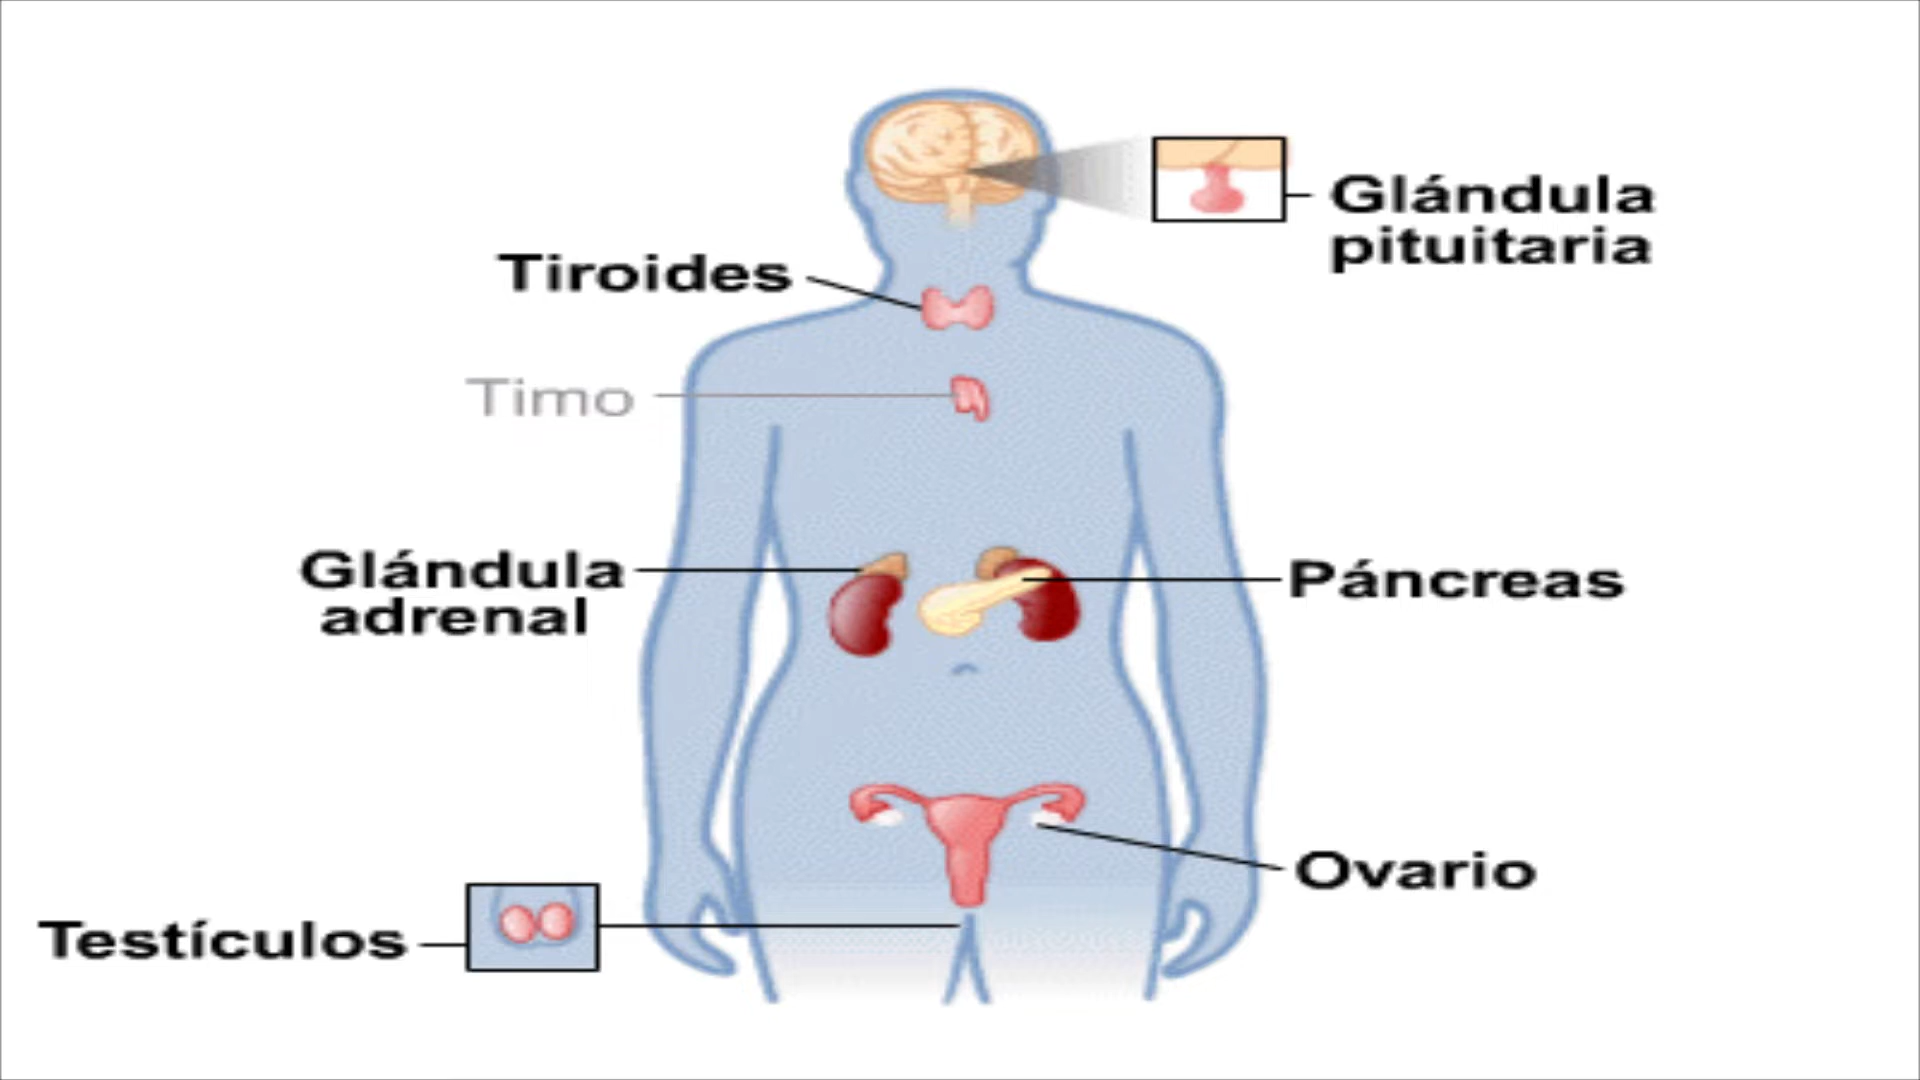 Glándula
pituitaria
Tiroides
Timo
Glándula
adrenal
Páncreas
Ovario
Testículos